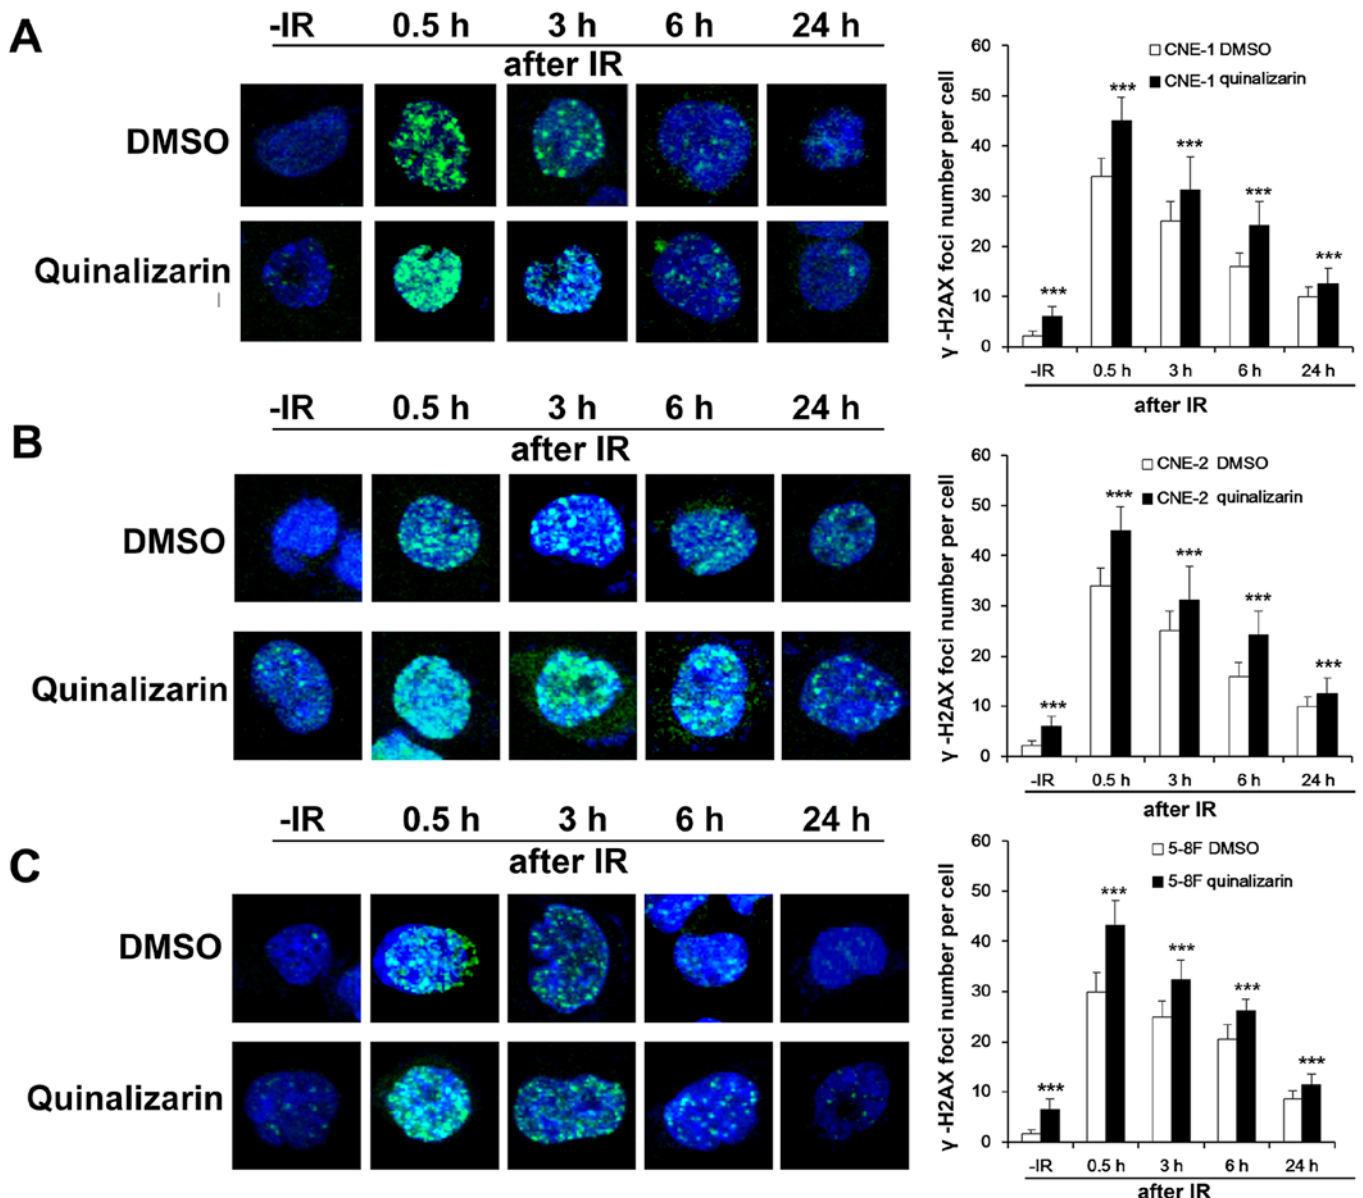 A
-IR 0.5 h 3 h 6 h 24 h
after IR
DMSO
Quinalizarin
γ -H2AX foci number per cell
60
50
40
30
20
10
0
CNE-1 DMSO
CNE-1 quinalizarin
*** *** *** *** ***
-IR 0.5 h 3 h 6 h 24 h
after IR
B
-IR 0.5 h 3 h 6 h 24 h
after IR
DMSO
Quinalizarin
γ -H2AX foci number per cell
60
50
40
30
20
10
0
CNE-2 DMSO
CNE-2 quinalizarin
*** *** *** *** ***
-IR 0.5 h 3 h 6 h 24 h
after IR
C
-IR 0.5 h 3 h 6 h 24 h
after IR
DMSO
Quinalizarin
γ -H2AX foci number per cell
60
50
40
30
20
10
0
5-8F DMSO
5-8F quinalizarin
*** *** *** *** ***
-IR 0.5 h 3 h 6 h 24 h
after IR